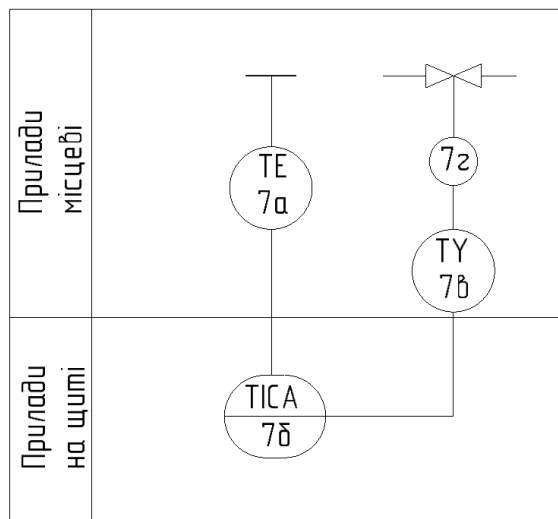 Прилади
місцеві
TE
7а
7г
TY
7в
Прилади
на щиті
TICA
7б